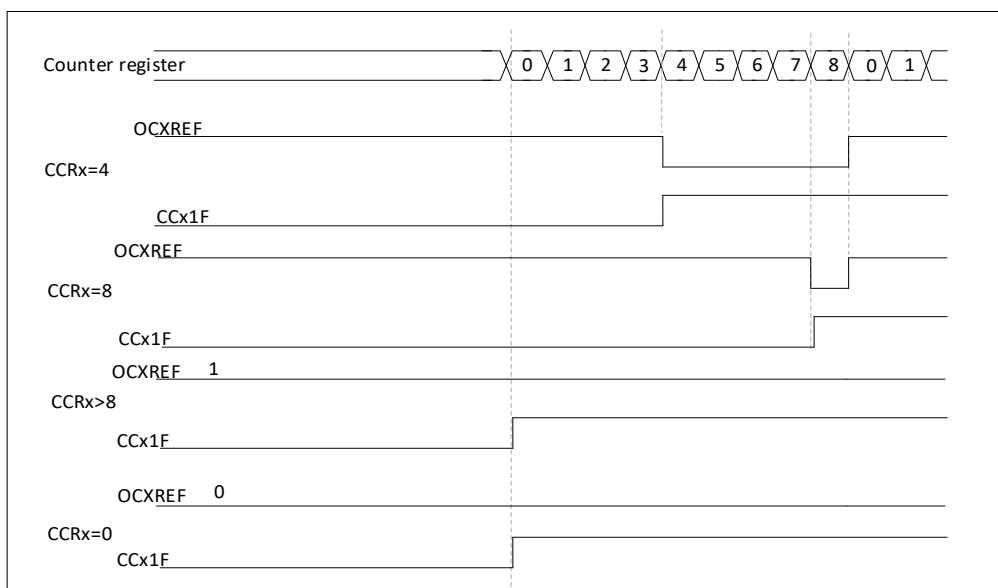 Counter register 0 1 2 3 4 5 6 7 8 0 1
OCXREF
CCRx=4
CCx1F
OCXREF
CCRx=8
CCx1F
OCXREF 1
CCRx>8
CCx1F
OCXREF 0
CCRx=0
CCx1F